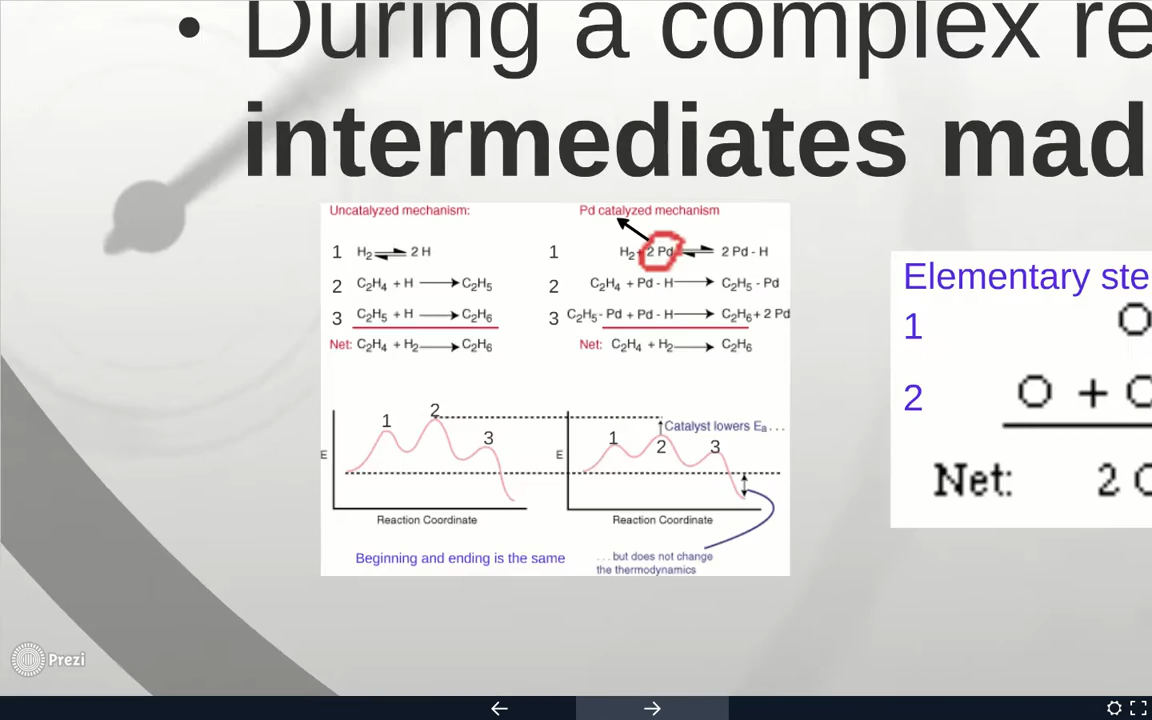 • During a complex re
intermediates mad
Uncatalyzed mechanism:
1 H₂ ⇌ 2 H
2 C₂H₄ + H ⟶ C₂H₅
3 C₂H₅ + H ⟶ C₂H₆
Net: C₂H₄ + H₂ ⟶ C₂H₆
Pd catalyzed mechanism
1 H₂+ 2 Pd ⇌ 2 Pd - H
2 C₂H₄ + Pd - H ⟶ C₂H₅ - Pd
3 C₂H₅- Pd + Pd - H ⟶ C₂H₆+ 2 Pd
Net: C₂H₄ + H₂ ⟶ C₂H₆
1 2 3
E
Reaction Coordinate
Beginning and ending is the same
1 2 3
E
Catalyst lowers Eₐ . . .
Reaction Coordinate
. . . but does not change
the thermodynamics
Elementary ste
1 O
2 O + O
Net: 2 O
Prezi